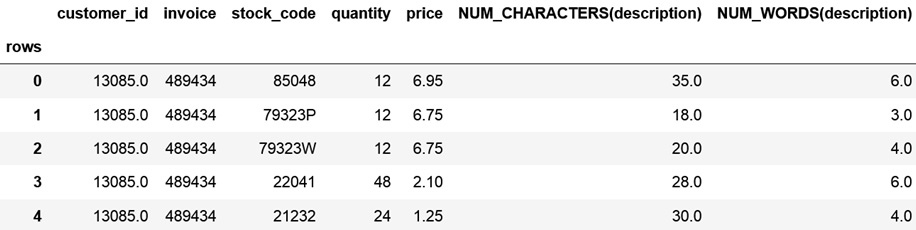 customer_id invoice stock_code quantity price NUM_CHARACTERS(description) NUM_WORDS(description)
rows
0 13085.0 489434 85048 12 6.95 35.0 6.0
1 13085.0 489434 79323P 12 6.75 18.0 3.0
2 13085.0 489434 79323W 12 6.75 20.0 4.0
3 13085.0 489434 22041 48 2.10 28.0 6.0
4 13085.0 489434 21232 24 1.25 30.0 4.0